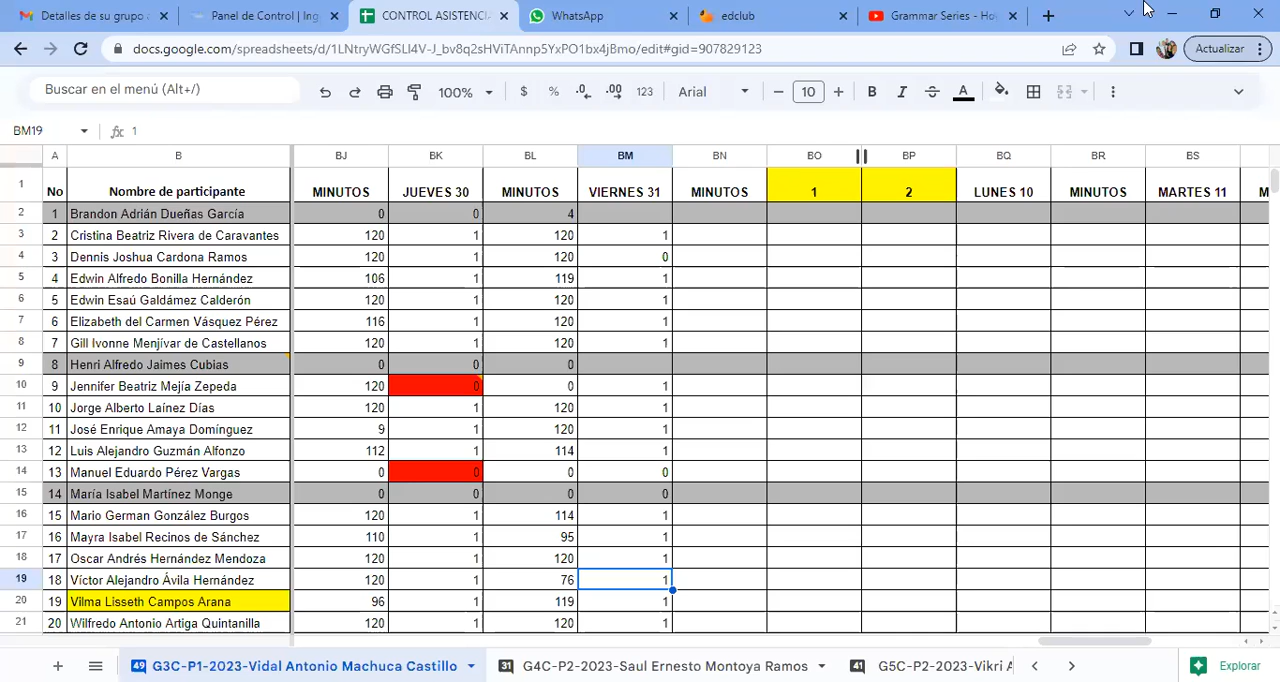 Detalles de su grupo
Panel de Control | Ing
CONTROL ASISTENCIA
WhatsApp
edclub
Grammar Series - Ho
docs.google.com/spreadsheets/d/1LNtryWGfSLI4V-J_bv8q2sHViTAnnp5YxPO1bx4jBmo/edit#gid=907829123
Actualizar
Buscar en el menú (Alt+/)
100% $ % .0 .00 123 Arial 10 B I S A
BM19 fx 1
A B BJ BK BL BM BN BO BP BQ BR BS
1 No Nombre de participante MINUTOS JUEVES 30 MINUTOS VIERNES 31 MINUTOS 1 2 LUNES 10 MINUTOS MARTES 11 M
2 1 Brandon Adrián Dueñas García 0 0 4
3 2 Cristina Beatriz Rivera de Caravantes 120 1 120 1
4 3 Dennis Joshua Cardona Ramos 120 1 120 0
5 4 Edwin Alfredo Bonilla Hernández 106 1 119 1
6 5 Edwin Esaú Galdámez Calderón 120 1 120 1
7 6 Elizabeth del Carmen Vásquez Pérez 116 1 120 1
8 7 Gill Ivonne Menjívar de Castellanos 120 1 120 1
9 8 Henri Alfredo Jaimes Cubias 0 0 0
10 9 Jennifer Beatriz Mejía Zepeda 120 0 0 1
11 10 Jorge Alberto Laínez Días 120 1 120 1
12 11 José Enrique Amaya Domínguez 9 1 120 1
13 12 Luis Alejandro Guzmán Alfonzo 112 1 114 1
14 13 Manuel Eduardo Pérez Vargas 0 0 0 0
15 14 María Isabel Martínez Monge 0 0 0 0
16 15 Mario German González Burgos 120 1 114 1
17 16 Mayra Isabel Recinos de Sánchez 110 1 95 1
18 17 Oscar Andrés Hernández Mendoza 120 1 120 1
19 18 Víctor Alejandro Ávila Hernández 120 1 76 1
20 19 Vilma Lisseth Campos Arana 96 1 119 1
21 20 Wilfredo Antonio Artiga Quintanilla 120 1 120 1
49 G3C-P1-2023-Vidal Antonio Machuca Castillo 31 G4C-P2-2023-Saul Ernesto Montoya Ramos 41 G5C-P2-2023-Vikri A Explorar